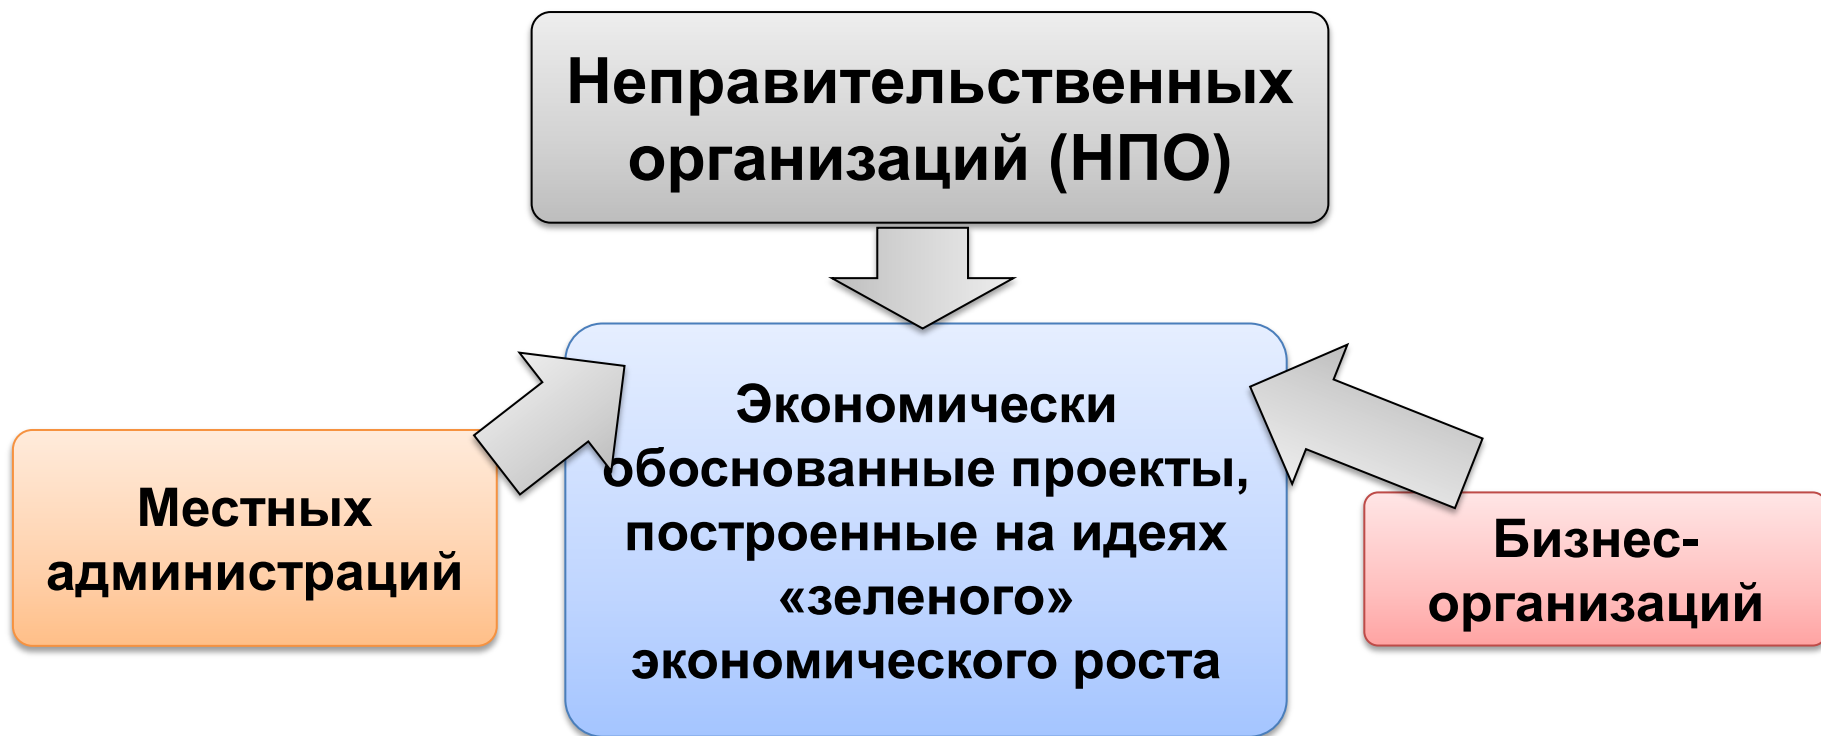 Неправительственных
организаций (НПО)
Экономически
обоснованные проекты,
построенные на идеях
«зеленого»
экономического роста
Местных
администраций
Бизнес-
организаций